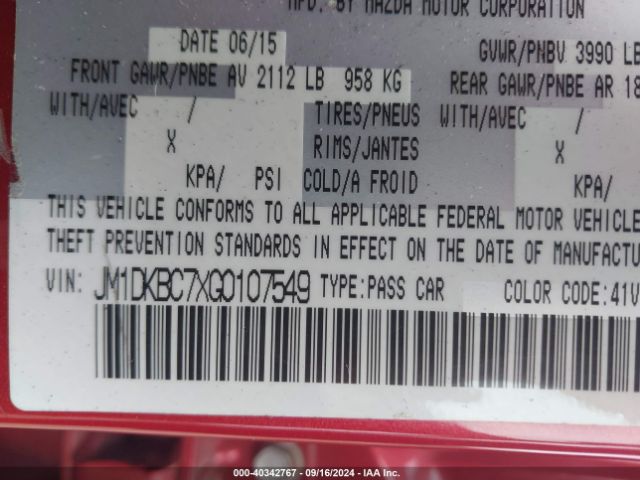 MFD. BY MAZDA MOTOR CORPORATION
DATE 06/15 GVWR/PNBV 3990 LB
FRONT GAWR/PNBE AV 2112 LB 958 KG REAR GAWR/PNBE AR 18
WITH/AVEC / TIRES/PNEUS WITH/AVEC /
X RIMS/JANTES X
KPA/ PSI COLD/A FROID KPA/
THIS VEHICLE CONFORMS TO ALL APPLICABLE FEDERAL MOTOR VEHICLE
THEFT PREVENTION STANDARDS IN EFFECT ON THE DATE OF MANUFACTU
VIN: JM1DKBC7XG0107549 TYPE:PASS CAR COLOR CODE:41V
000-40342767 - 09/16/2024 - IAA Inc.